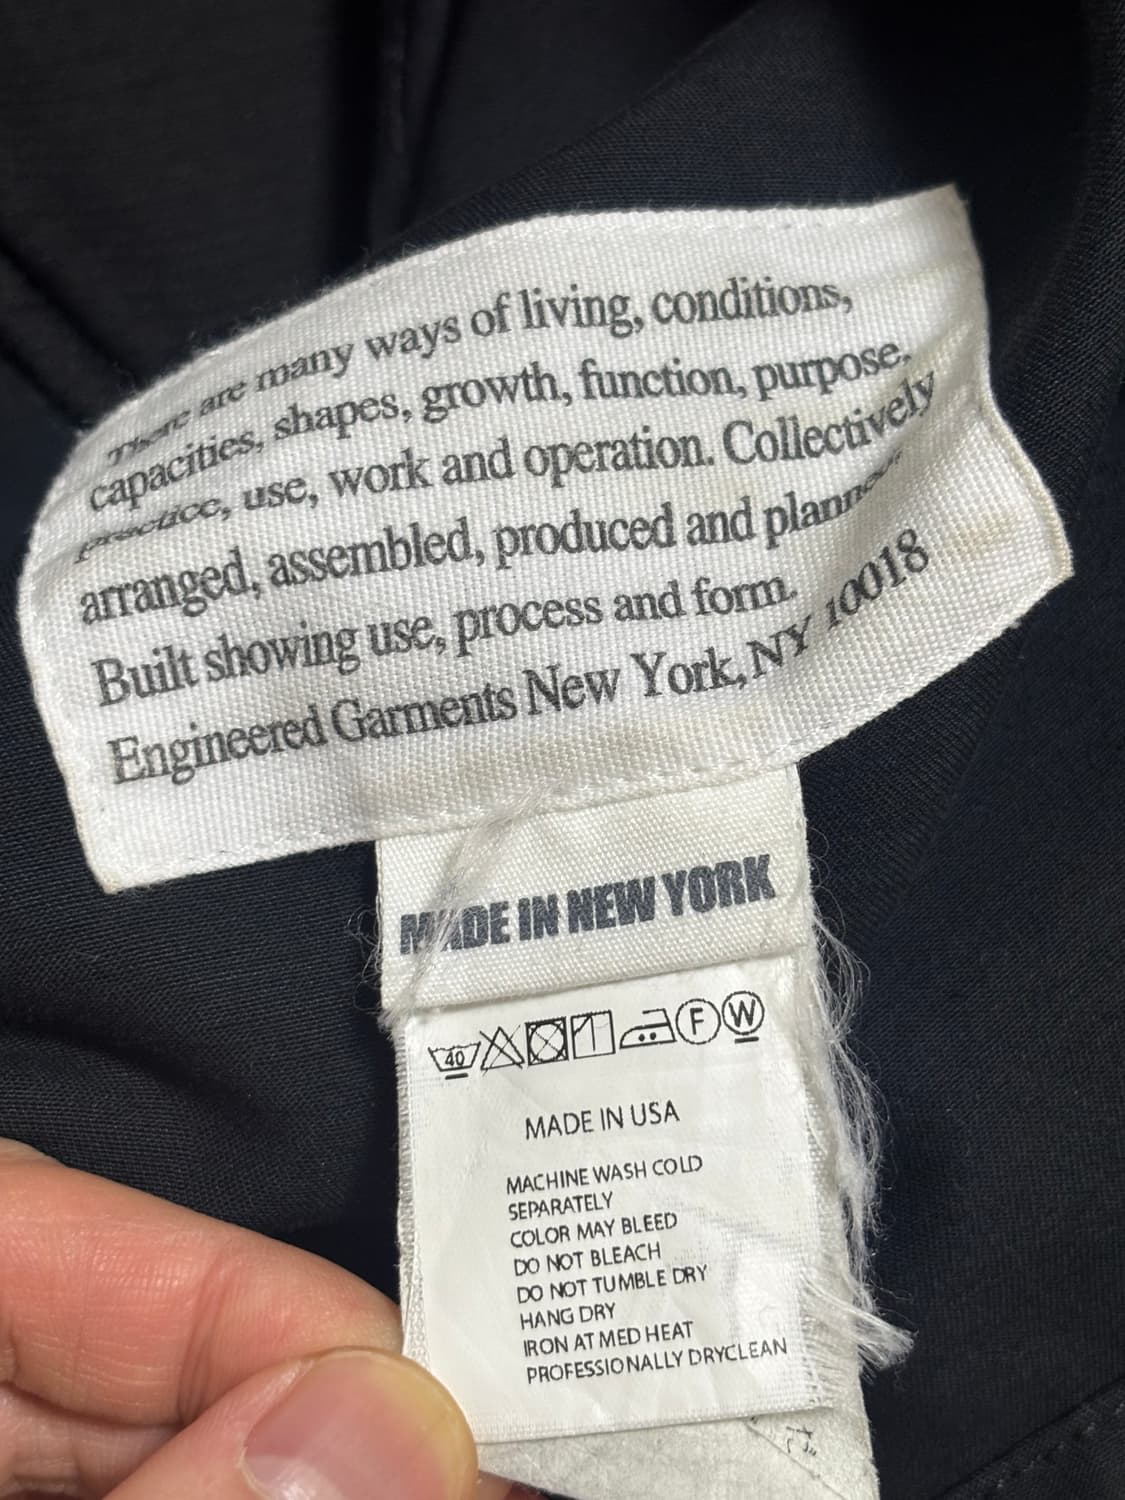 There are many ways of living, conditions,
capacities, shapes, growth, function, purpose,
practice, use, work and operation. Collectively
arranged, assembled, produced and planned.
Built showing use, process and form.
Engineered Garments New York, NY 10018
MADE IN NEW YORK
40 F W
MADE IN USA
MACHINE WASH COLD
SEPARATELY
COLOR MAY BLEED
DO NOT BLEACH
DO NOT TUMBLE DRY
HANG DRY
IRON AT MED HEAT
PROFESSIONALLY DRYCLEAN